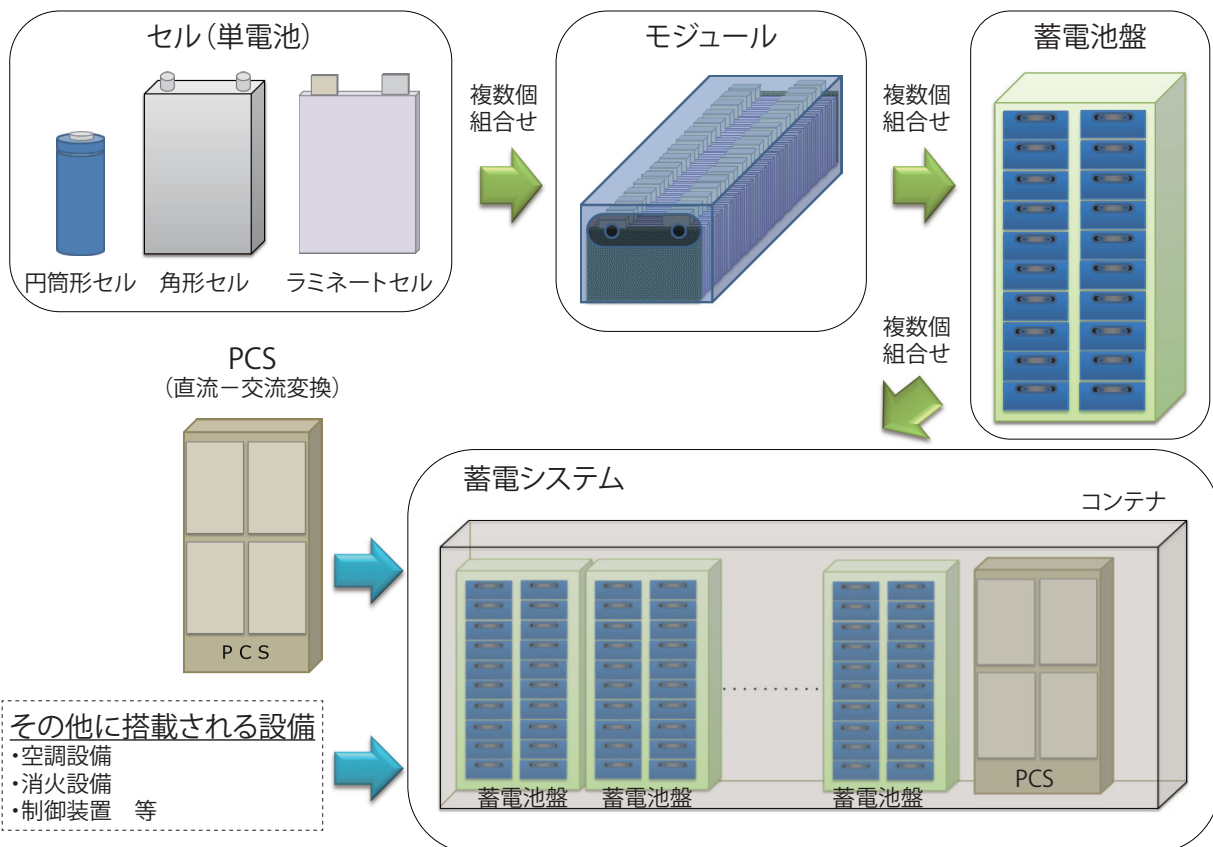 セル（単電池）
円筒形セル
角形セル
ラミネートセル
複数個
組合せ
モジュール
複数個
組合せ
蓄電池盤
複数個
組合せ
PCS
（直流－交流変換）
ＰＣＳ
その他に搭載される設備
・空調設備
・消火設備
・制御装置　等
蓄電システム
コンテナ
蓄電池盤
蓄電池盤
蓄電池盤
PCS